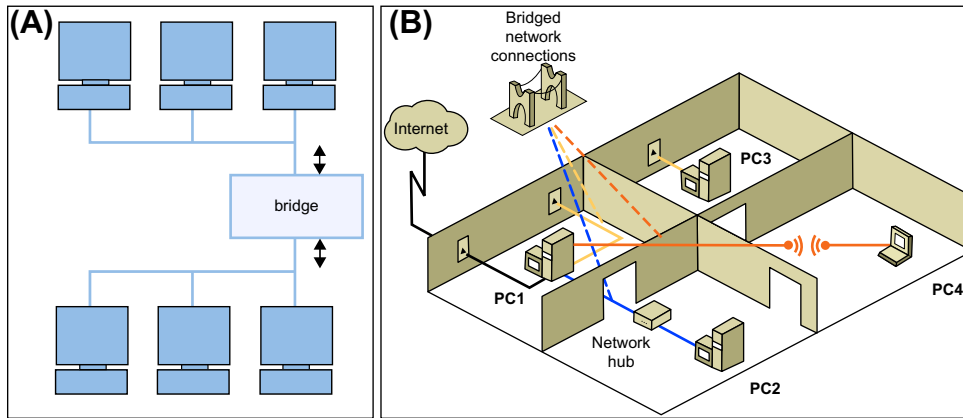 (A)
bridge
(B)
Bridged
network
connections
Internet
PC3
PC1
PC4
Network
hub
PC2